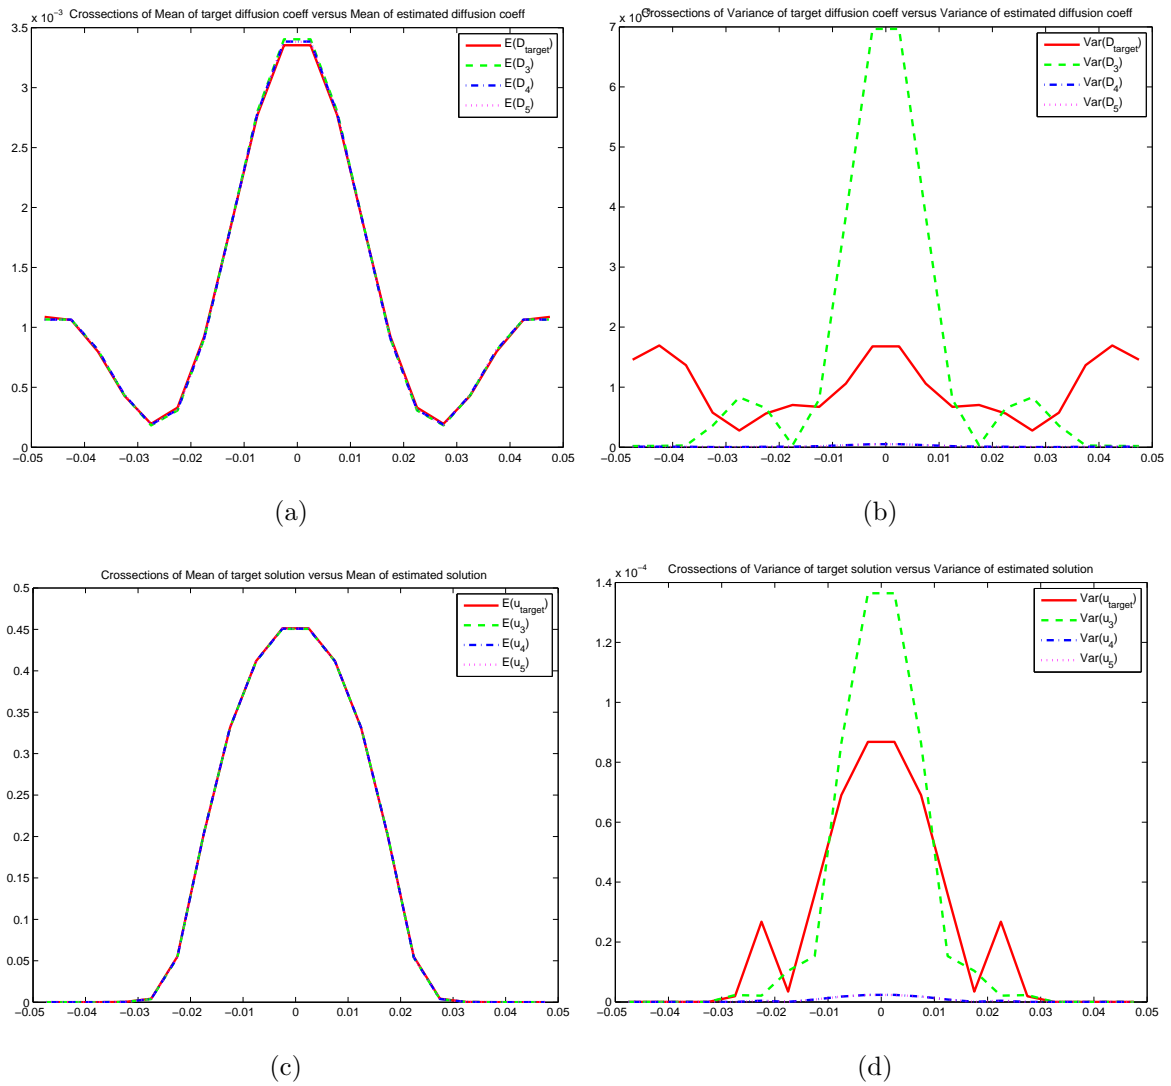 Crossections of Mean of target diffusion coeff versus Mean of estimated diffusion coeff
x 10^−3
3.5
3
2.5
2
1.5
1
0.5
0
−0.05 −0.04 −0.03 −0.02 −0.01 0 0.01 0.02 0.03 0.04 0.05
E(D_target)
E(D_3)
E(D_4)
E(D_5)
(a)
Crossections of Variance of target diffusion coeff versus Variance of estimated diffusion coeff
x 10
7
6
5
4
3
2
1
0
−0.05 −0.04 −0.03 −0.02 −0.01 0 0.01 0.02 0.03 0.04 0.05
Var(D_target)
Var(D_3)
Var(D_4)
Var(D_5)
(b)
Crossections of Mean of target solution versus Mean of estimated solution
0.5
0.45
0.4
0.35
0.3
0.25
0.2
0.15
0.1
0.05
0
−0.05 −0.04 −0.03 −0.02 −0.01 0 0.01 0.02 0.03 0.04 0.05
E(u_target)
E(u_3)
E(u_4)
E(u_5)
(c)
Crossections of Variance of target solution versus Variance of estimated solution
x 10^−4
1.4
1.2
1
0.8
0.6
0.4
0.2
0
−0.05 −0.04 −0.03 −0.02 −0.01 0 0.01 0.02 0.03 0.04 0.05
Var(u_target)
Var(u_3)
Var(u_4)
Var(u_5)
(d)